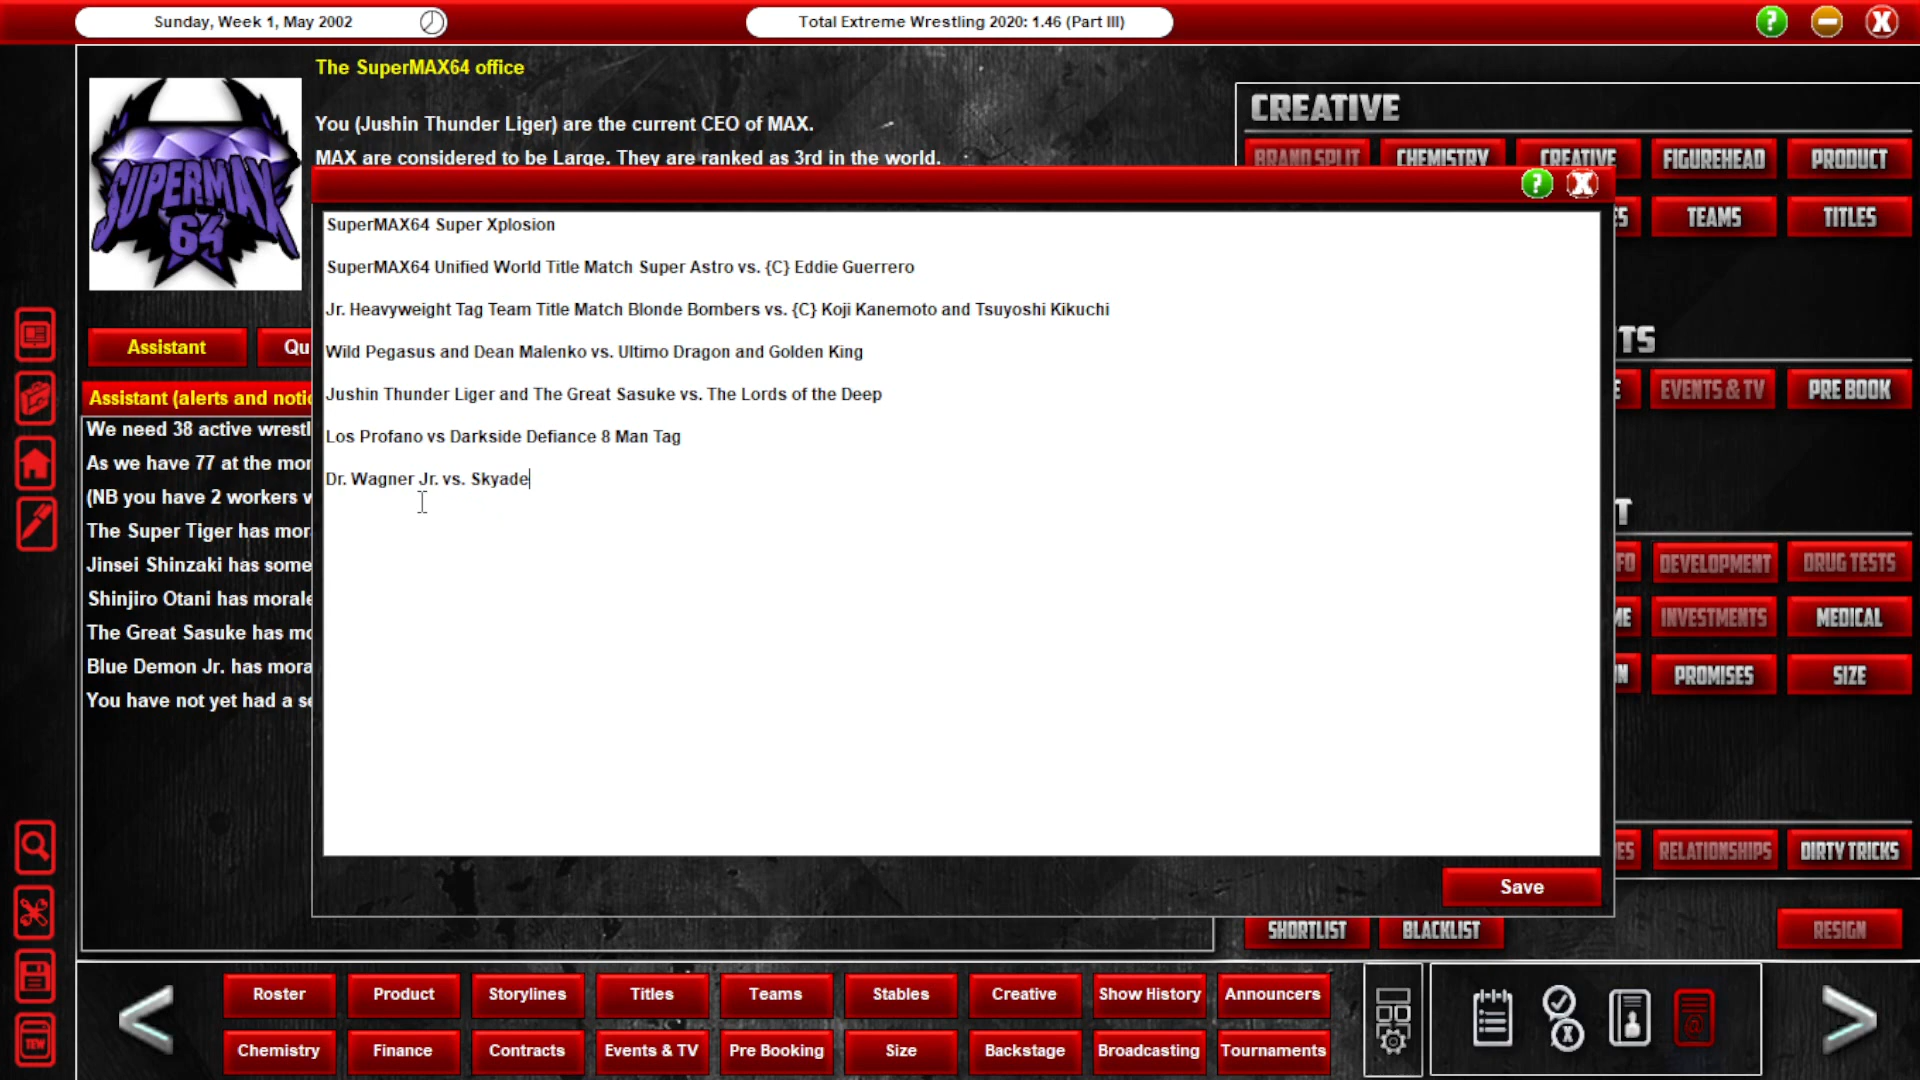 Sunday, Week 1, May 2002
Total Extreme Wrestling 2020: 1.46 (Part III)
The SuperMAX64 office
You (Jushin Thunder Liger) are the current CEO of MAX.
MAX are considered to be Large. They are ranked as 3rd in the world.
SUPERMAX
64
CREATIVE
BRAND SPLIT
CHEMISTRY
CREATIVE
FIGUREHEAD
PRODUCT
TEAMS
TITLES
SuperMAX64 Super Xplosion
SuperMAX64 Unified World Title Match Super Astro vs. {C} Eddie Guerrero
Jr. Heavyweight Tag Team Title Match Blonde Bombers vs. {C} Koji Kanemoto and Tsuyoshi Kikuchi
Wild Pegasus and Dean Malenko vs. Ultimo Dragon and Golden King
Jushin Thunder Liger and The Great Sasuke vs. The Lords of the Deep
Los Profano vs Darkside Defiance 8 Man Tag
Dr. Wagner Jr. vs. Skyade
Save
Assistant
Qu
Assistant (alerts and noti
We need 38 active wrestl
As we have 77 at the mor
(NB you have 2 workers v
The Super Tiger has mor
Jinsei Shinzaki has some
Shinjiro Otani has morale
The Great Sasuke has mo
Blue Demon Jr. has mora
You have not yet had a s
TS
EVENTS & TV
PRE BOOK
T
FO
DEVELOPMENT
DRUG TESTS
ME
INVESTMENTS
MEDICAL
N
PROMISES
SIZE
ES
RELATIONSHIPS
DIRTY TRICKS
SHORTLIST
BLACKLIST
RESIGN
Roster
Product
Storylines
Titles
Teams
Stables
Creative
Show History
Announcers
Chemistry
Finance
Contracts
Events & TV
Pre Booking
Size
Backstage
Broadcasting
Tournaments
TEW